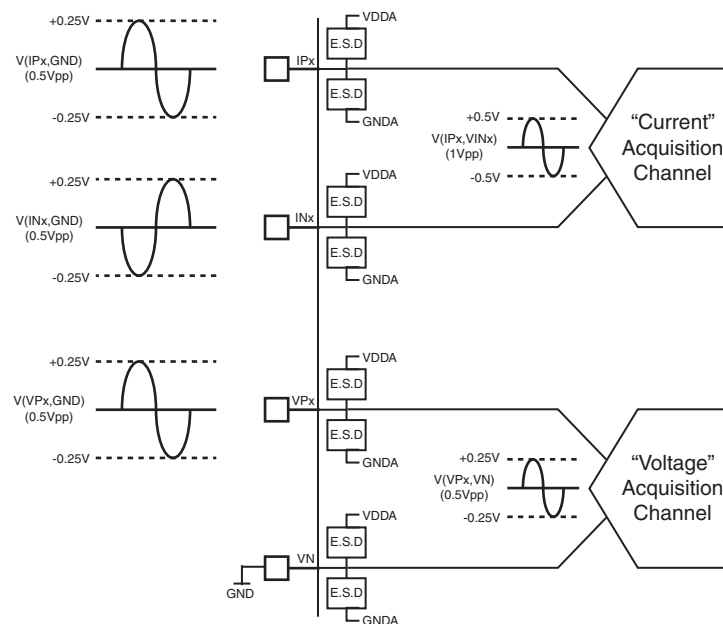 +0.25V
V(IPx,GND)
(0.5Vpp)
-0.25V
IPx
VDDA
E.S.D
E.S.D
GNDA
+0.5V
V(IPx,VINx)
(1Vpp)
-0.5V
“Current”
Acquisition
Channel
+0.25V
V(INx,GND)
(0.5Vpp)
-0.25V
INx
VDDA
E.S.D
E.S.D
GNDA
+0.25V
V(VPx,GND)
(0.5Vpp)
-0.25V
VPx
VDDA
E.S.D
E.S.D
GNDA
+0.25V
V(VPx,VN)
(0.5Vpp)
-0.25V
“Voltage”
Acquisition
Channel
GND
VN
VDDA
E.S.D
E.S.D
GNDA